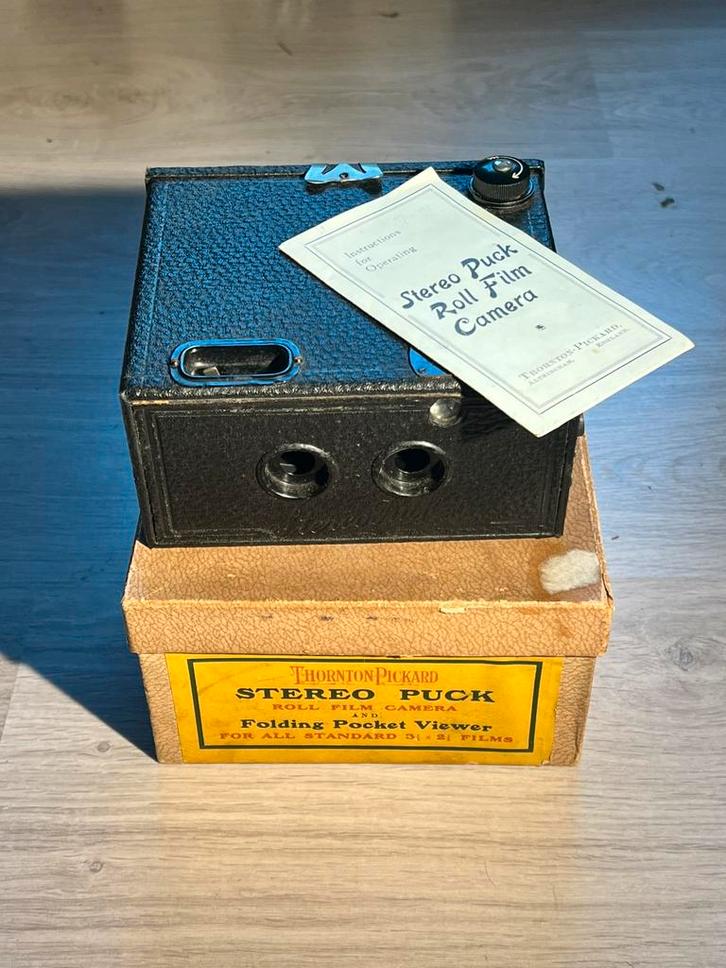 Instructions
for
Operating
Stereo Puck
Roll Film
Camera
THORNTON-PICKARD,
ALTRINCHAM, ENGLAND.
THORNTON-PICKARD
STEREO PUCK
ROLL FILM CAMERA
AND
Folding Pocket Viewer
FOR ALL STANDARD 3¼ × 2¼ FILMS